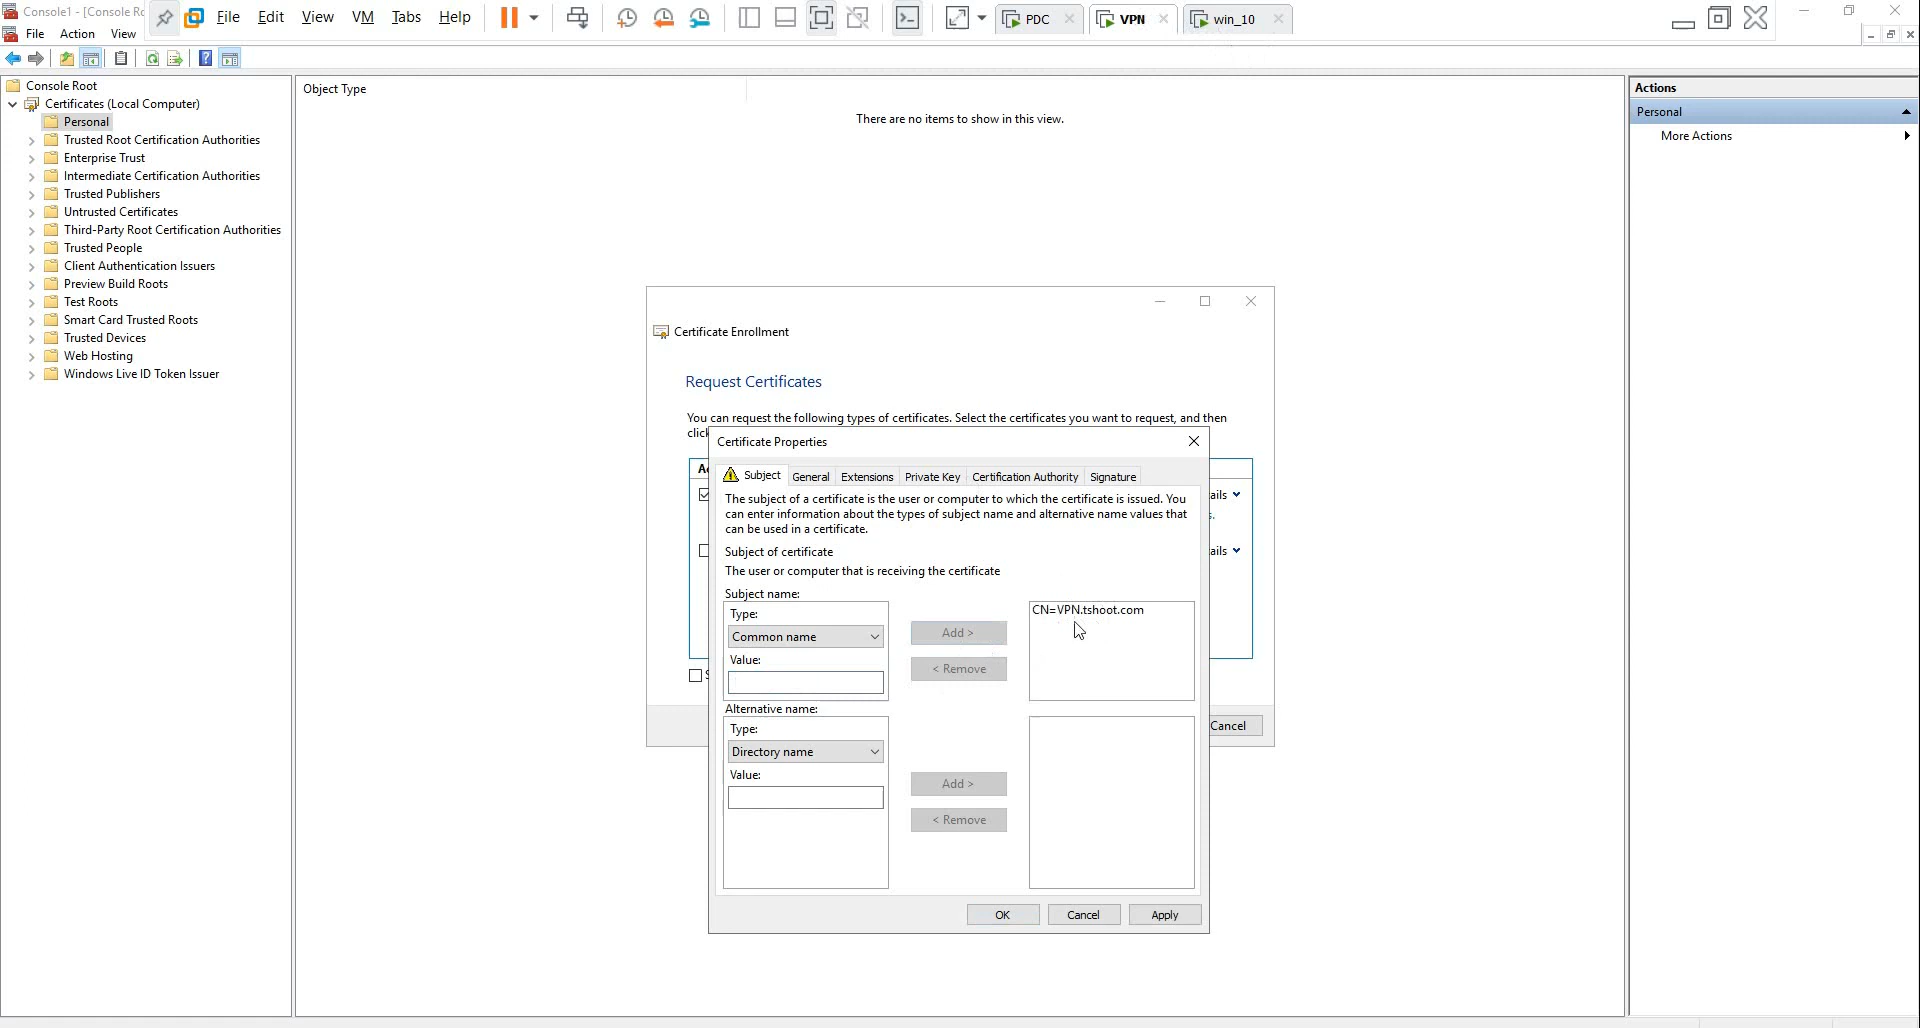 Console1 - [Console Rc
File Edit View VM Tabs Help
PDC
VPN
win_10
File Action View
Console Root
Certificates (Local Computer)
Personal
Trusted Root Certification Authorities
Enterprise Trust
Intermediate Certification Authorities
Trusted Publishers
Untrusted Certificates
Third-Party Root Certification Authorities
Trusted People
Client Authentication Issuers
Preview Build Roots
Test Roots
Smart Card Trusted Roots
Trusted Devices
Web Hosting
Windows Live ID Token Issuer
Object Type
There are no items to show in this view.
Actions
Personal
More Actions
Certificate Enrollment
Request Certificates
You can request the following types of certificates. Select the certificates you want to request, and then
click
Certificate Properties
Subject General Extensions Private Key Certification Authority Signature
The subject of a certificate is the user or computer to which the certificate is issued. You
can enter information about the types of subject name and alternative name values that
can be used in a certificate.
Subject of certificate
The user or computer that is receiving the certificate
Subject name:
Type:
Common name
Value:
Add >
< Remove
CN=VPN.tshoot.com
Alternative name:
Type:
Directory name
Value:
Add >
< Remove
OK Cancel Apply
ails
ails
Cancel